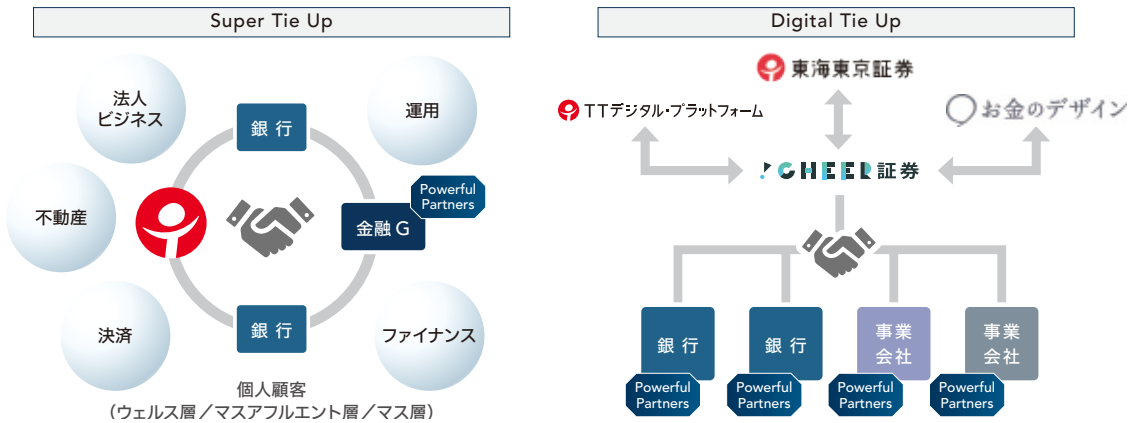 Super Tie Up
法人
ビジネス
銀行
運用
Powerful
Partners
不動産
金融 G
決済
銀行
ファイナンス
個人顧客
（ウェルス層／マスアフルエント層／マス層）
Digital Tie Up
東海東京証券
TTデジタル・プラットフォーム
お金のデザイン
CHEER証券
銀行
銀行
事業
会社
事業
会社
Powerful
Partners
Powerful
Partners
Powerful
Partners
Powerful
Partners